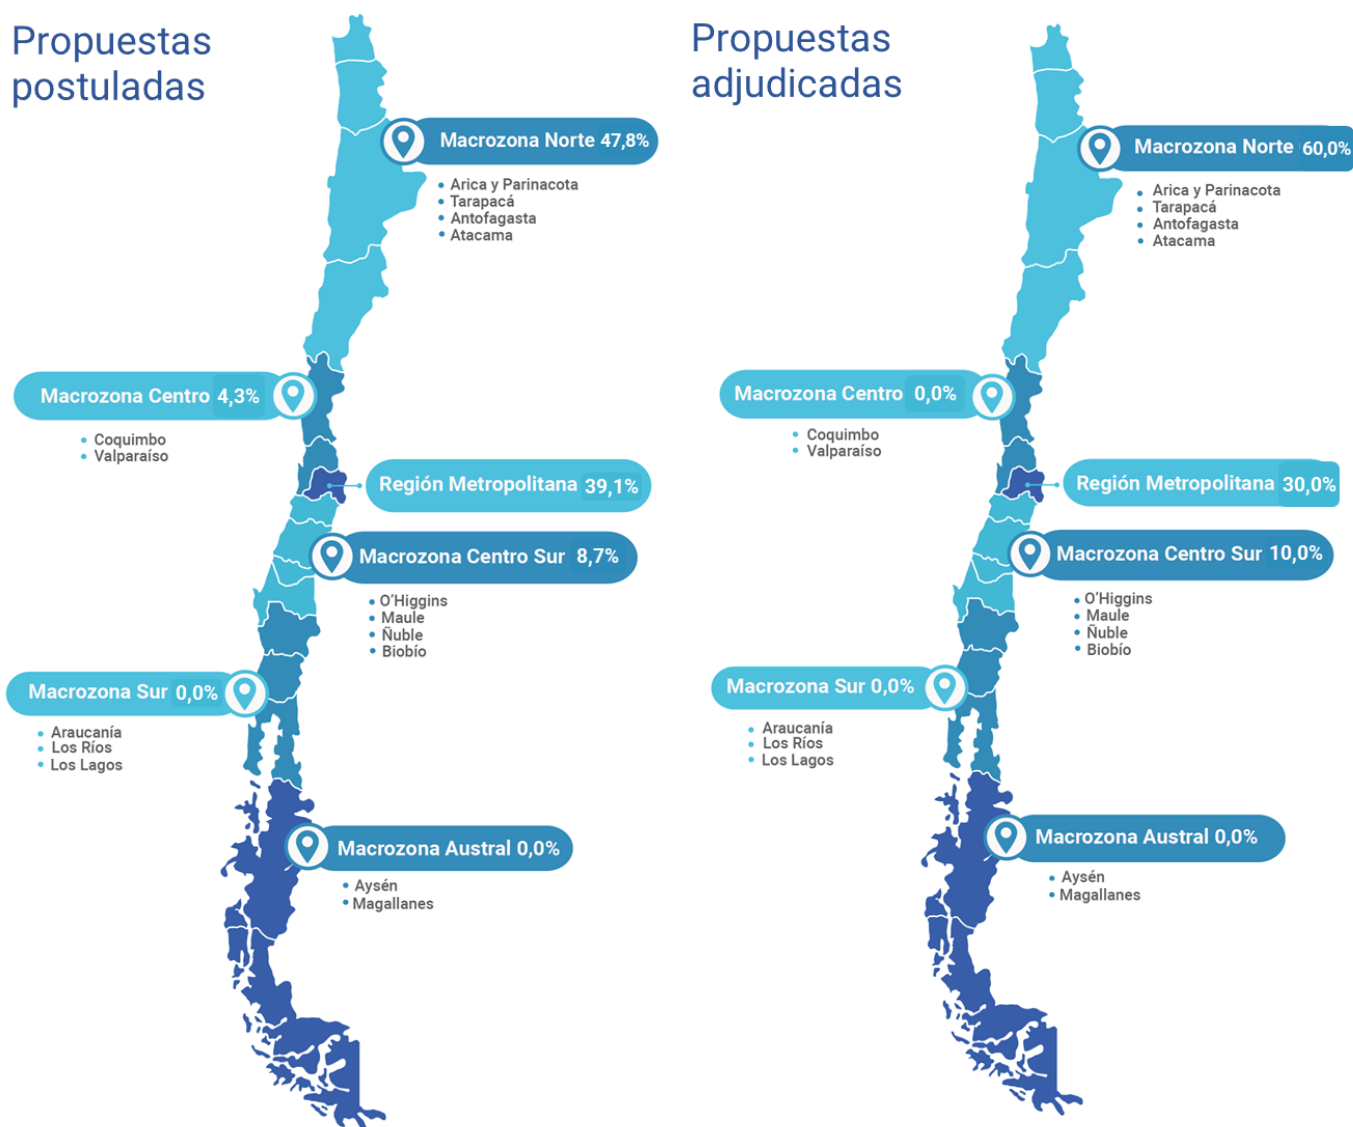 Propuestas
postuladas
Macrozona Norte 47,8%
Arica y Parinacota
Tarapacá
Antofagasta
Atacama
Macrozona Centro 4,3%
Coquimbo
Valparaíso
Región Metropolitana 39,1%
Macrozona Centro Sur 8,7%
O'Higgins
Maule
Ñuble
Biobío
Macrozona Sur 0,0%
Araucanía
Los Ríos
Los Lagos
Macrozona Austral 0,0%
Aysén
Magallanes
Propuestas
adjudicadas
Macrozona Norte 60,0%
Arica y Parinacota
Tarapacá
Antofagasta
Atacama
Macrozona Centro 0,0%
Coquimbo
Valparaíso
Región Metropolitana 30,0%
Macrozona Centro Sur 10,0%
O'Higgins
Maule
Ñuble
Biobío
Macrozona Sur 0,0%
Araucanía
Los Ríos
Los Lagos
Macrozona Austral 0,0%
Aysén
Magallanes